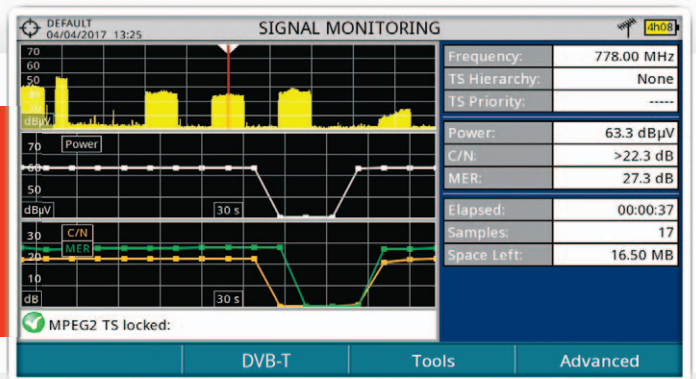 DEFAULT
04/04/2017 13:25
SIGNAL MONITORING
4h08
70
60
50
dBµV
Frequency: 778.00 MHz
TS Hierarchy: None
TS Priority: -----
70 Power
60
50
dBµV 30 s
Power: 63.3 dBµV
C/N: >22.3 dB
MER: 27.3 dB
30 C/N
MER
20
10
dB 30 s
Elapsed: 00:00:37
Samples: 17
Space Left: 16.50 MB
MPEG2 TS locked:
DVB-T Tools Advanced